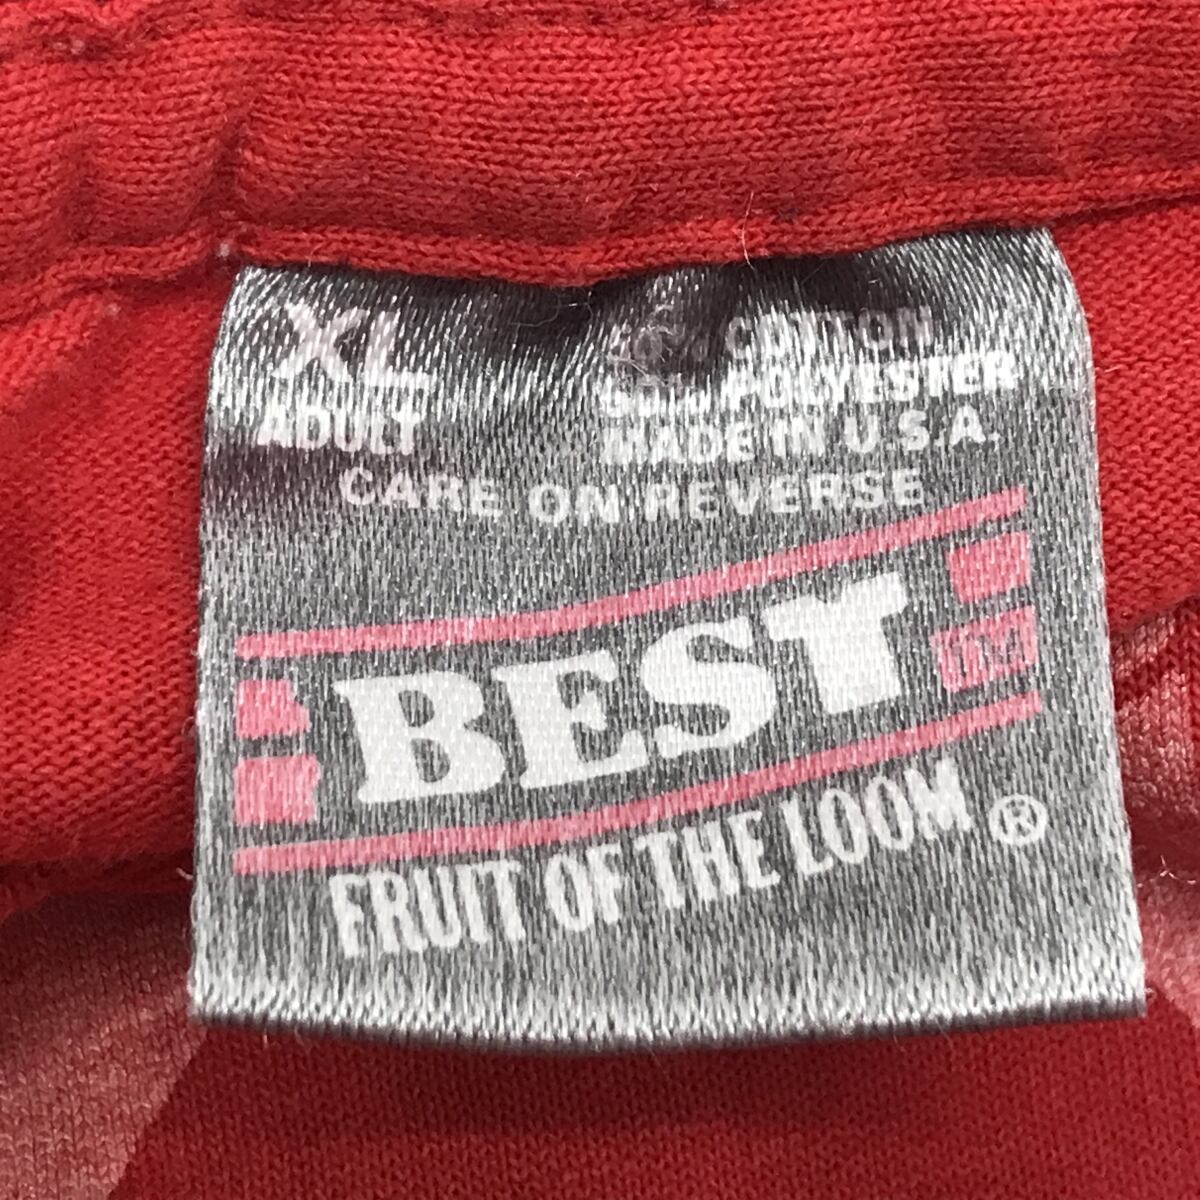 XL
ADULT
COTTON
POLYESTER
MADE IN U.S.A.
CARE ON REVERSE
BEST
TM
FRUIT OF THE LOOM ®